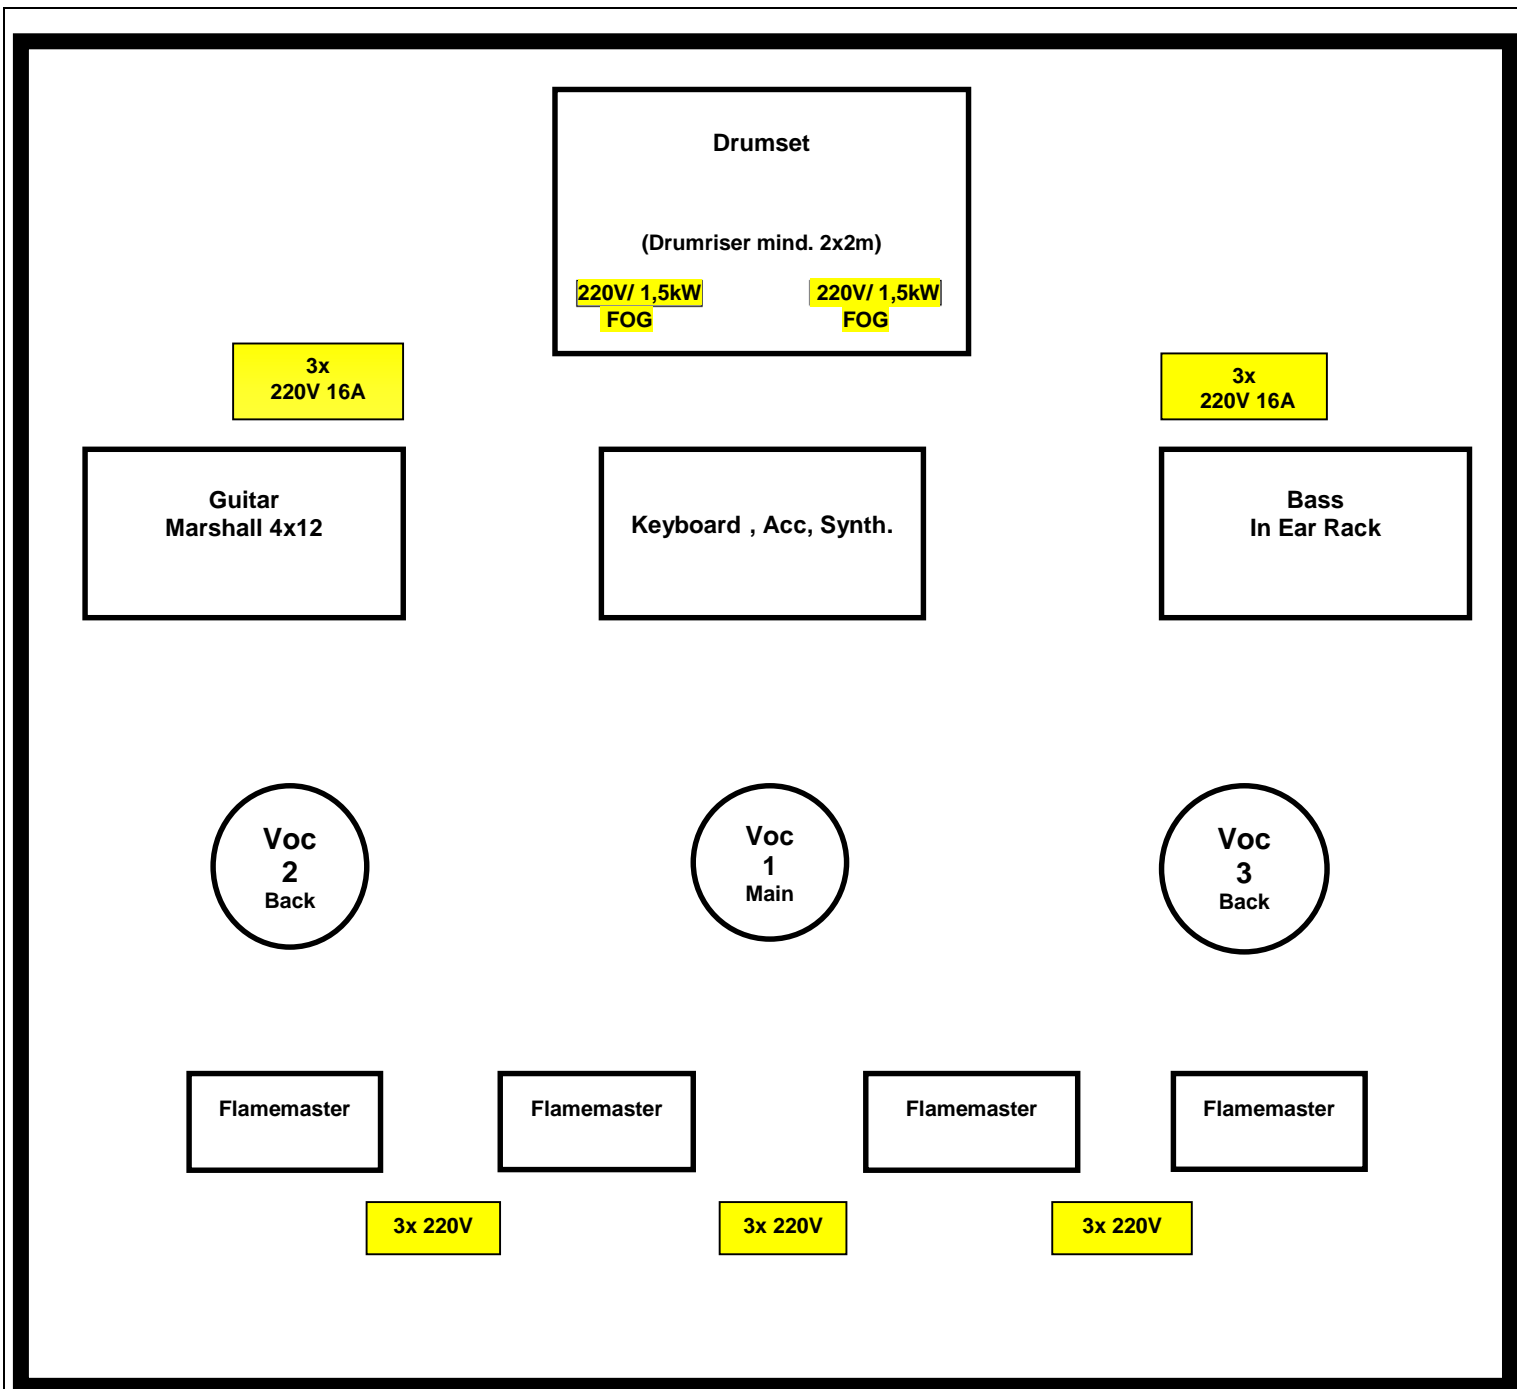 Drumset
(Drumriser mind. 2x2m)
220V/ 1,5kW
FOG
220V/ 1,5kW
FOG
3x
220V 16A
3x
220V 16A
Guitar
Marshall 4x12
Keyboard , Acc, Synth.
Bass
In Ear Rack
Voc
2
Back
Voc
1
Main
Voc
3
Back
Flamemaster
Flamemaster
Flamemaster
Flamemaster
3x 220V
3x 220V
3x 220V